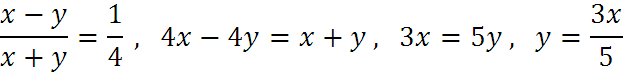 (x − y)/(x + y) = 1/4 , 4x − 4y = x + y , 3x = 5y , y = 3x/5